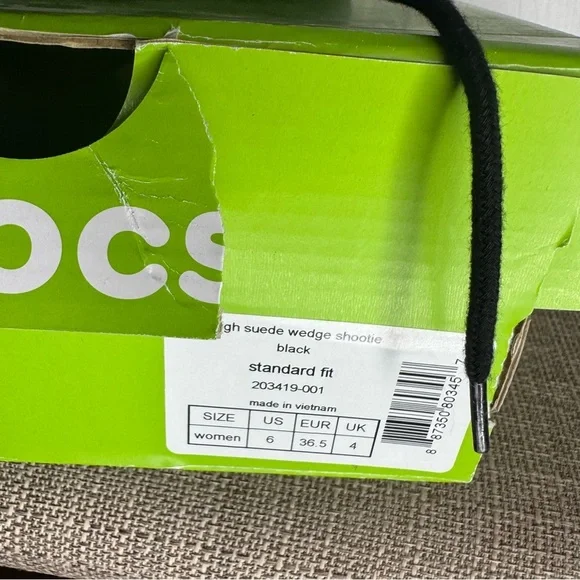 ocs
gh suede wedge shootie
black
standard fit
203419-001
made in vietnam
SIZE US EUR UK
women 6 36.5 4
8 87350 80345 7